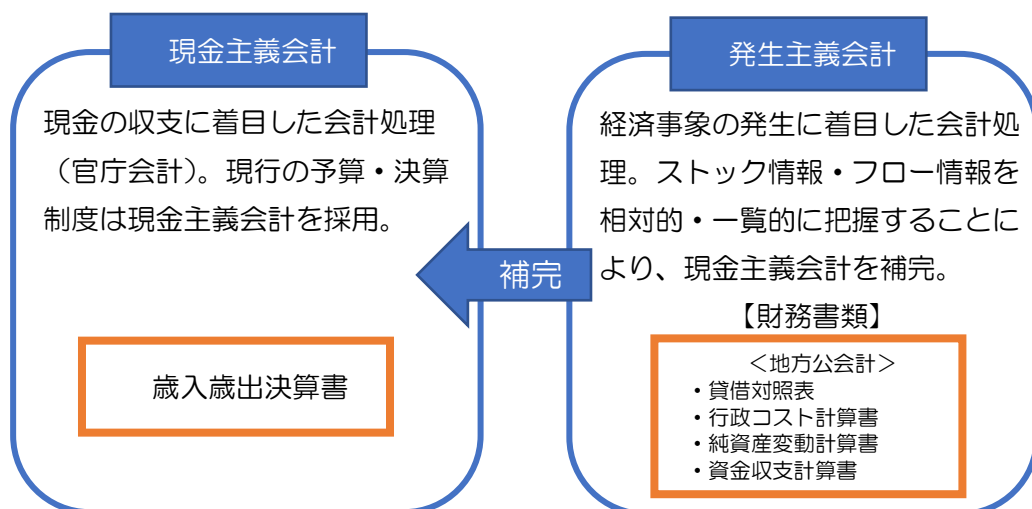 現金主義会計
現金の収支に着目した会計処理
（官庁会計）。現行の予算・決算
制度は現金主義会計を採用。
歳入歳出決算書
補完
発生主義会計
経済事象の発生に着目した会計処
理。ストック情報・フロー情報を
相対的・一覧的に把握することに
より、現金主義会計を補完。
【財務書類】
＜地方公会計＞
・貸借対照表
・行政コスト計算書
・純資産変動計算書
・資金収支計算書